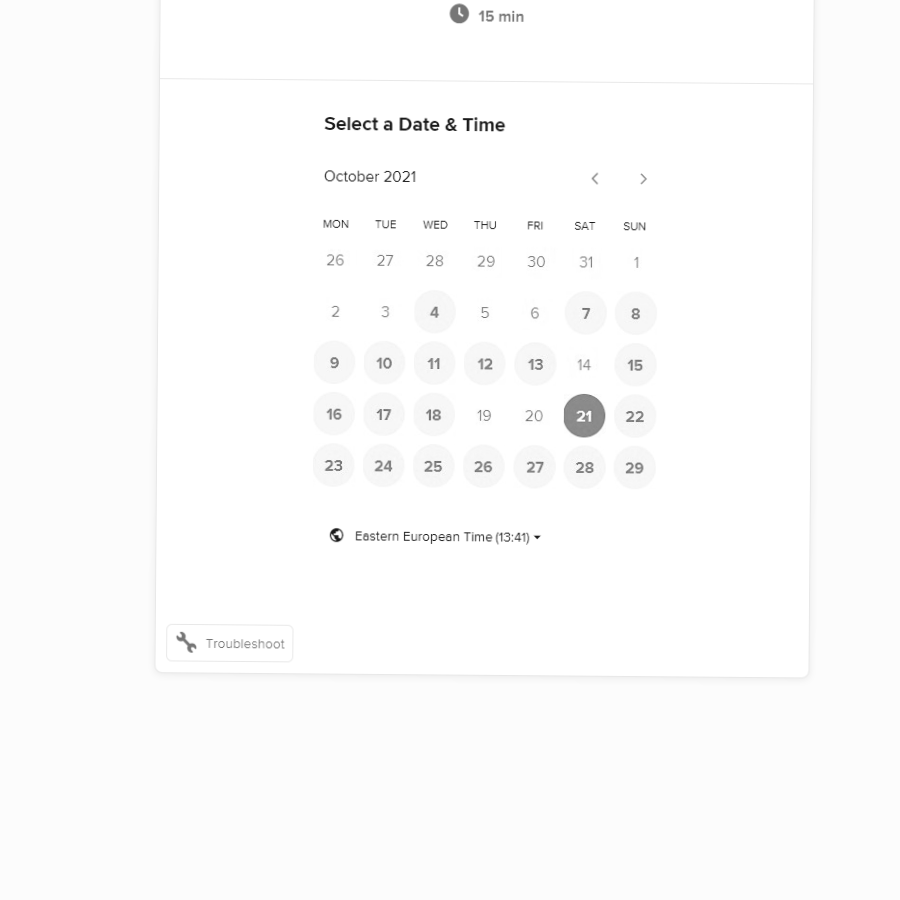 15 min
Select a Date & Time
October 2021
MON TUE WED THU FRI SAT SUN
26 27 28 29 30 31 1
2 3 4 5 6 7 8
9 10 11 12 13 14 15
16 17 18 19 20 21 22
23 24 25 26 27 28 29
Eastern European Time (13:41)
Troubleshoot